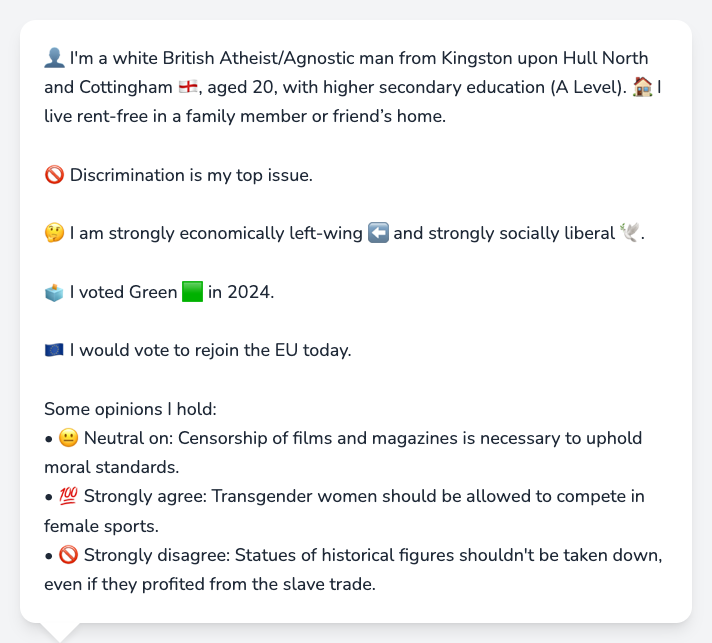 👤 I'm a white British Atheist/Agnostic man from Kingston upon Hull North
and Cottingham 🏴󠁧󠁢󠁥󠁮󠁧󠁿, aged 20, with higher secondary education (A Level). 🏠 I
live rent-free in a family member or friend’s home.
🚫 Discrimination is my top issue.
🤔 I am strongly economically left-wing ⬅️ and strongly socially liberal 🕊️.
🗳️ I voted Green 🟩 in 2024.
🇪🇺 I would vote to rejoin the EU today.
Some opinions I hold:
• 😐 Neutral on: Censorship of films and magazines is necessary to uphold
moral standards.
• 💯 Strongly agree: Transgender women should be allowed to compete in
female sports.
• 🚫 Strongly disagree: Statues of historical figures shouldn't be taken down,
even if they profited from the slave trade.